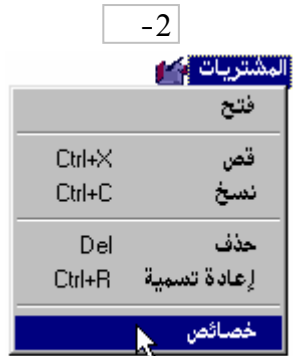 -2
المشتريات
فتح
قص Ctrl+X
نسخ Ctrl+C
حذف Del
إعادة تسمية Ctrl+R
خصائص